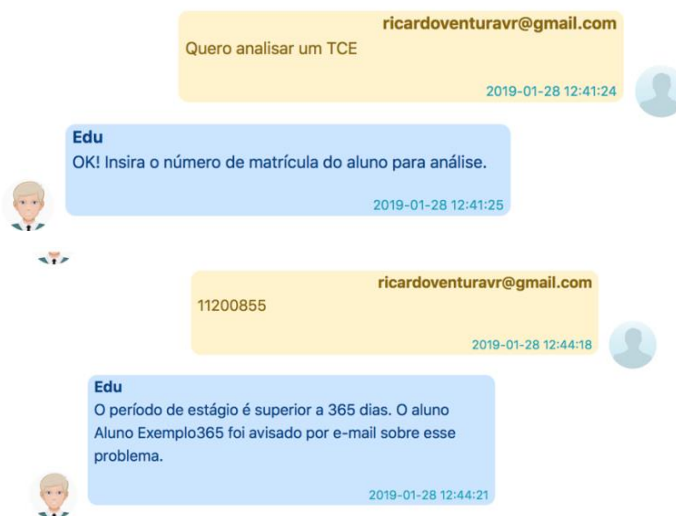 ricardoventuravr@gmail.com
Quero analisar um TCE
2019-01-28 12:41:24
Edu
OK! Insira o número de matrícula do aluno para análise.
2019-01-28 12:41:25
ricardoventuravr@gmail.com
11200855
2019-01-28 12:44:18
Edu
O período de estágio é superior a 365 dias. O aluno
Aluno Exemplo365 foi avisado por e-mail sobre esse
problema.
2019-01-28 12:44:21